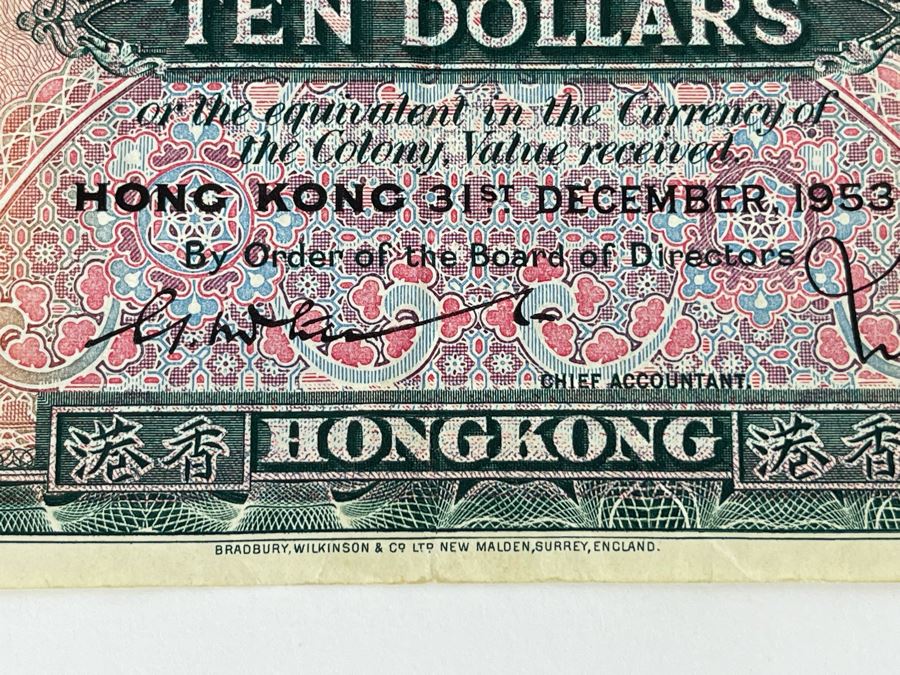 TEN DOLLARS
or the equivalent in the Currency of
the Colony, Value received.
HONG KONG 31ST DECEMBER, 1953
By Order of the Board of Directors
CHIEF ACCOUNTANT.
港香 HONGKONG 港香
BRADBURY, WILKINSON & CO LTD NEW MALDEN, SURREY, ENGLAND.